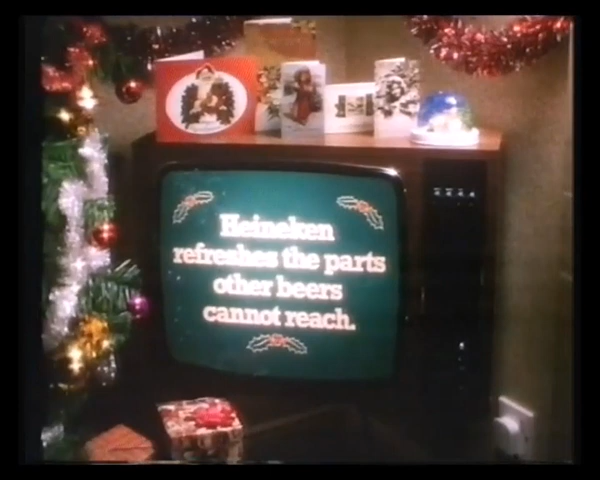 Heineken
refreshes the parts
other beers
cannot reach.